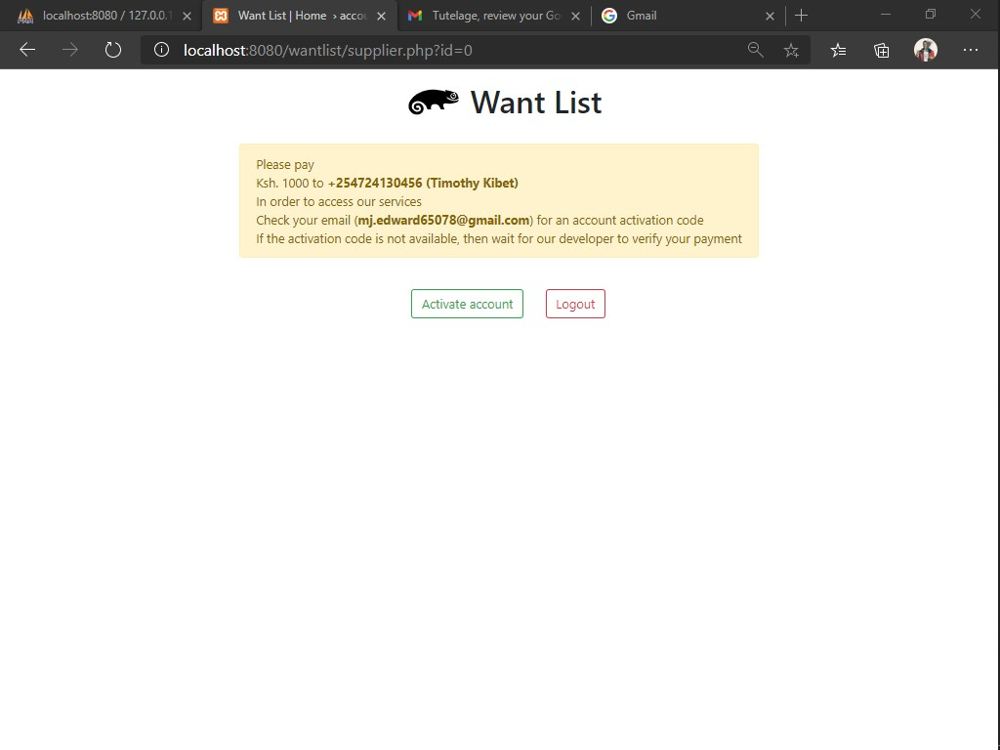 localhost:8080 / 127.0.0.1
Want List | Home › accou
Tutelage, review your Go
Gmail
localhost:8080/wantlist/supplier.php?id=0
Want List
Please pay
Ksh. 1000 to +254724130456 (Timothy Kibet)
In order to access our services
Check your email (mj.edward65078@gmail.com) for an account activation code
If the activation code is not available, then wait for our developer to verify your payment
Activate account
Logout